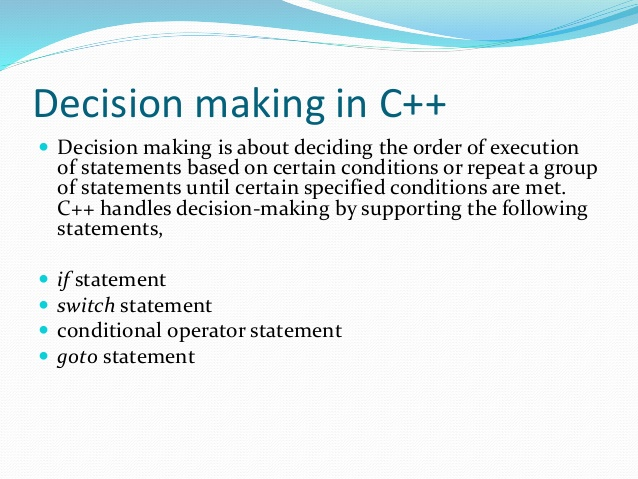 Decision making in C++
• Decision making is about deciding the order of execution
of statements based on certain conditions or repeat a group
of statements until certain specified conditions are met.
C++ handles decision-making by supporting the following
statements,
• if statement
• switch statement
• conditional operator statement
• goto statement